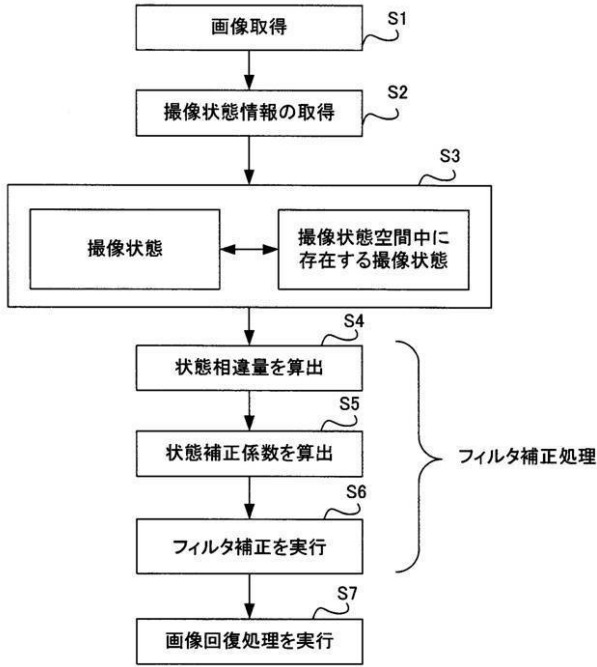 S1
画像取得
S2
撮像状態情報の取得
S3
撮像状態
撮像状態空間中に
存在する撮像状態
S4
状態相違量を算出
S5
状態補正係数を算出
フィルタ補正処理
S6
フィルタ補正を実行
S7
画像回復処理を実行